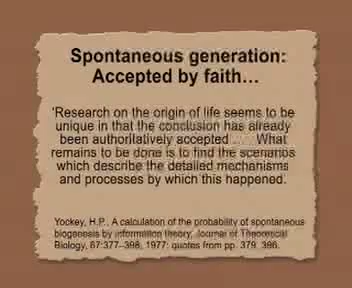 Spontaneous generation:
Accepted by faith…
‘Research on the origin of life seems to be
unique in that the conclusion has already
been authoritatively accepted … . What
remains to be done is to find the scenarios
which describe the detailed mechanisms
and processes by which this happened.
Yockey, H.P., A calculation of the probability of spontaneous
biogenesis by information theory, Journal of Theoretical
Biology, 67:377–398, 1977: quotes from pp. 379, 396.